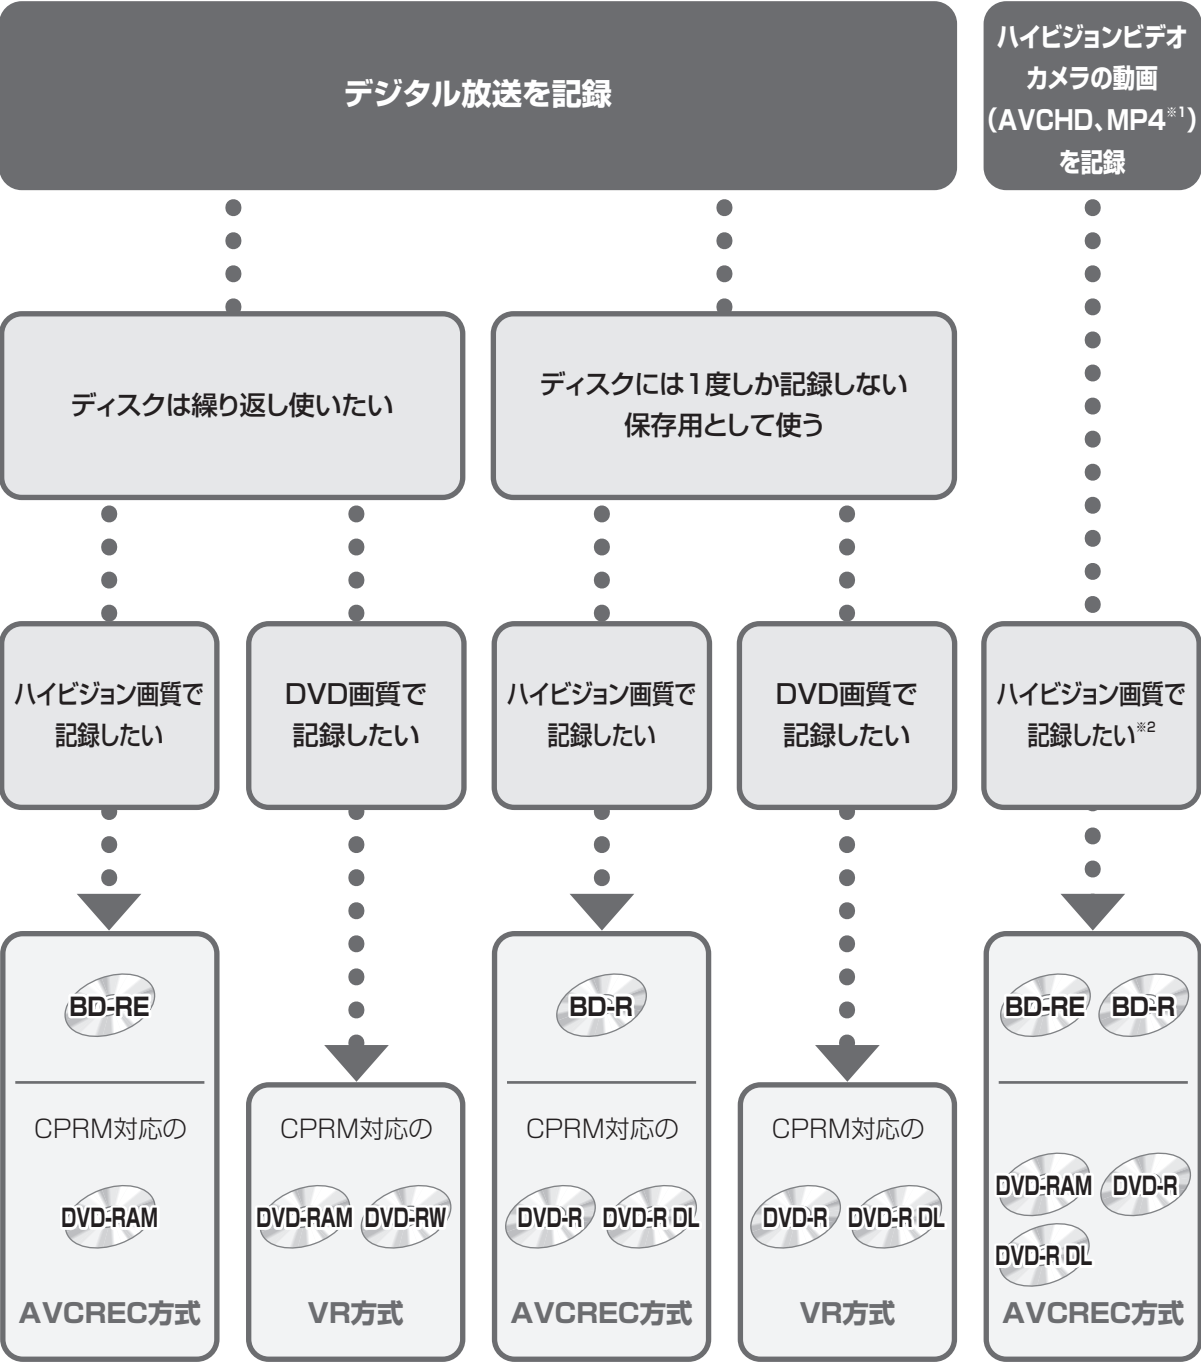 デジタル放送を記録
ハイビジョンビデオ
カメラの動画
(AVCHD、MP4※1)
を記録
ディスクは繰り返し使いたい
ディスクには1度しか記録しない
保存用として使う
ハイビジョン画質で
記録したい
DVD画質で
記録したい
ハイビジョン画質で
記録したい
DVD画質で
記録したい
ハイビジョン画質で
記録したい※2
BD-RE
CPRM対応の
DVD-RAM
AVCREC方式
CPRM対応の
DVD-RAM DVD-RW
VR方式
BD-R
CPRM対応の
DVD-R DVD-R DL
AVCREC方式
CPRM対応の
DVD-R DVD-R DL
VR方式
BD-RE BD-R
DVD-RAM DVD-R
DVD-R DL
AVCREC方式